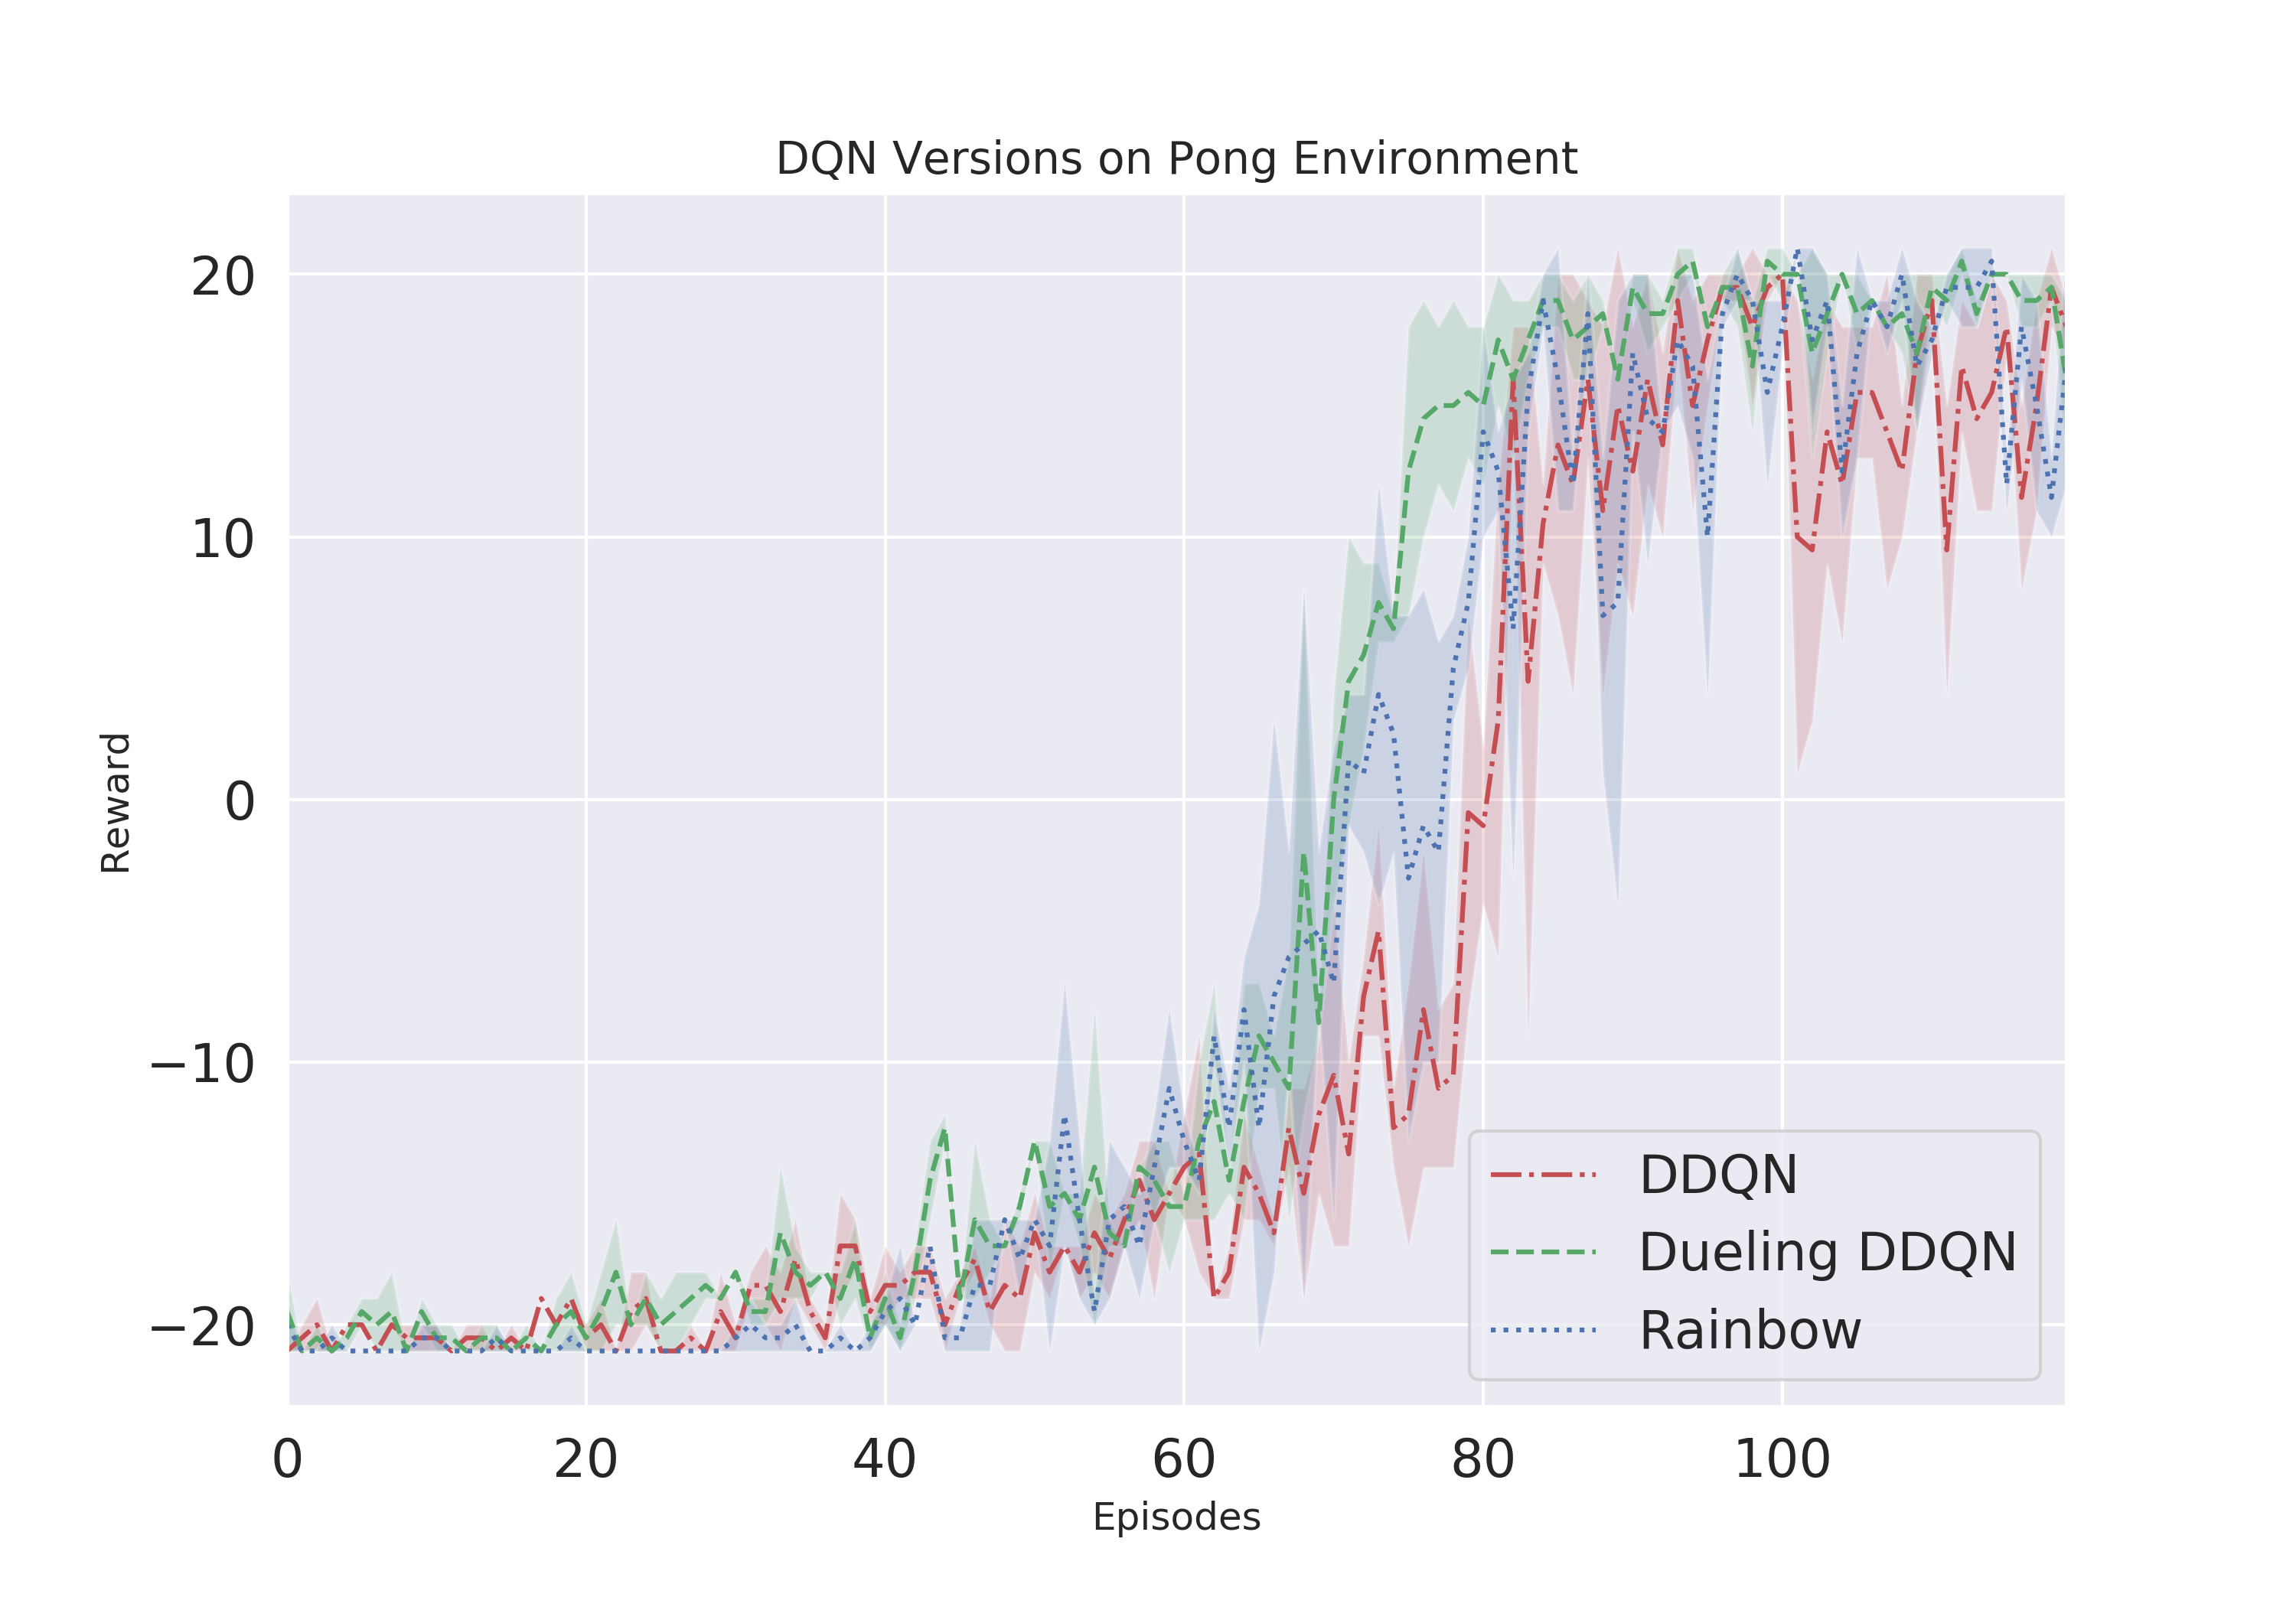 DQN Versions on Pong Environment
20
10
0
−10
−20
Reward
DDQN
Dueling DDQN
Rainbow
0 20 40 60 80 100
Episodes